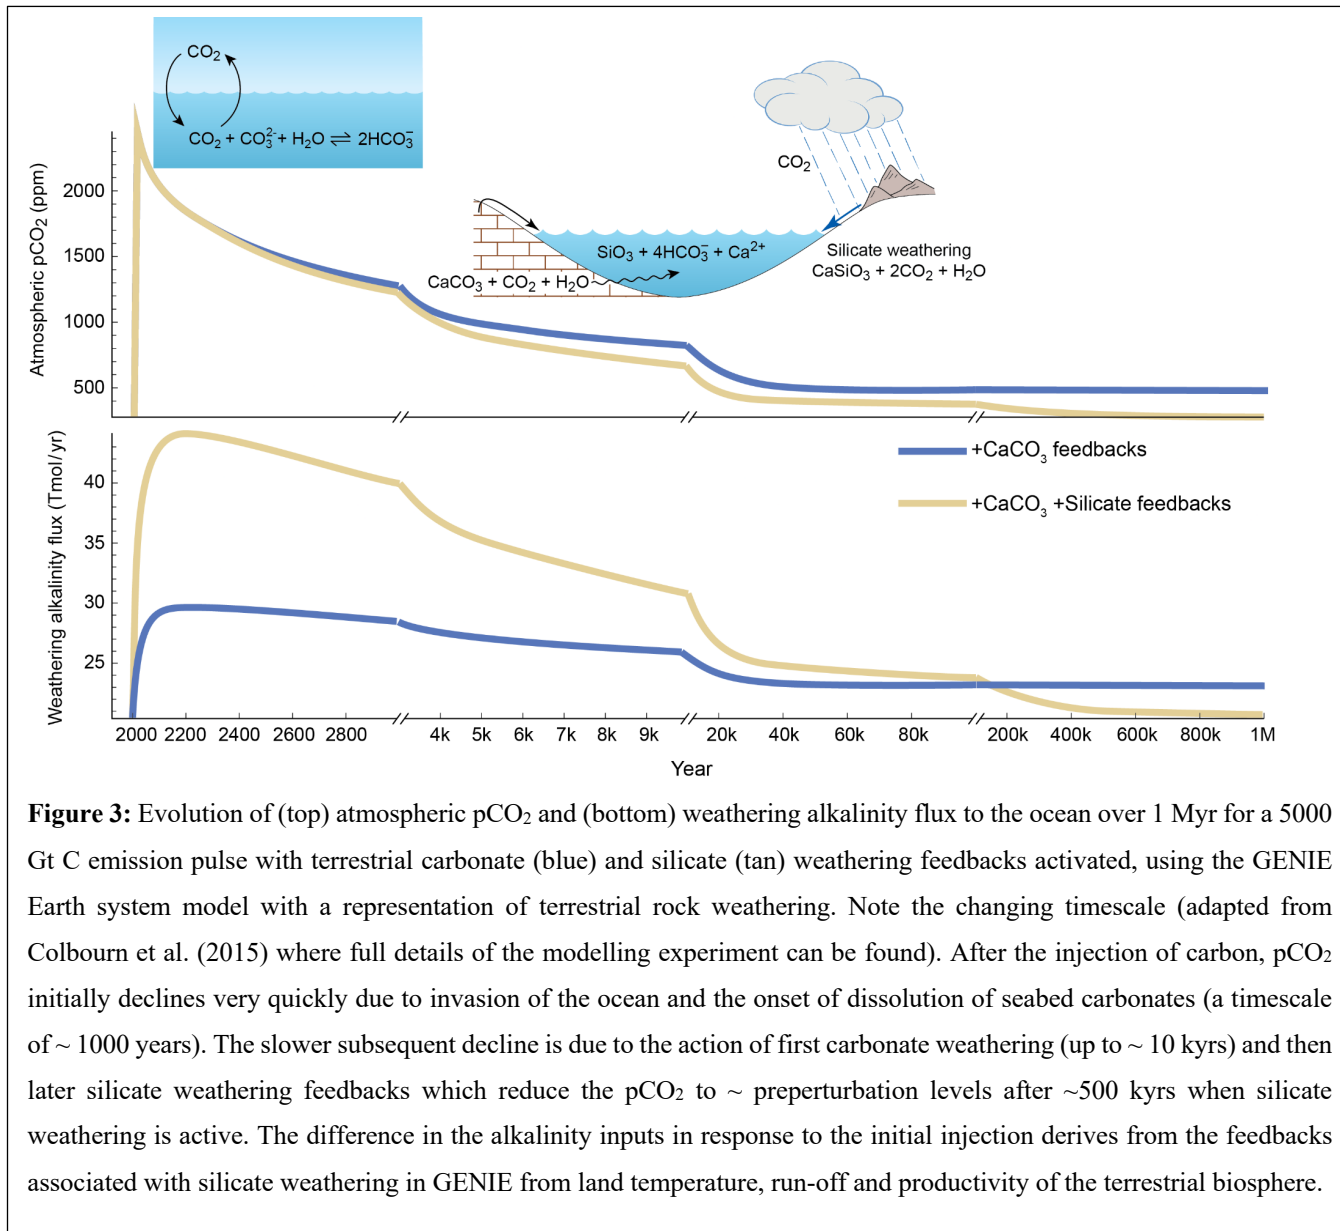 CO₂
CO₂ + CO₃²⁻ + H₂O ⇌ 2HCO₃⁻
CO₂
SiO₃ + 4HCO₃⁻ + Ca²⁺
CaCO₃ + CO₂ + H₂O
Silicate weathering
CaSiO₃ + 2CO₂ + H₂O
Atmospheric pCO₂ (ppm)
2000
1500
1000
500
Weathering alkalinity flux (Tmol/yr)
40
35
30
25
+CaCO₃ feedbacks
+CaCO₃ +Silicate feedbacks
2000 2200 2400 2600 2800 4k 5k 6k 7k 8k 9k 20k 40k 60k 80k 200k 400k 600k 800k 1M
Year
Figure 3: Evolution of (top) atmospheric pCO₂ and (bottom) weathering alkalinity flux to the ocean over 1 Myr for a 5000
Gt C emission pulse with terrestrial carbonate (blue) and silicate (tan) weathering feedbacks activated, using the GENIE
Earth system model with a representation of terrestrial rock weathering. Note the changing timescale (adapted from
Colbourn et al. (2015) where full details of the modelling experiment can be found). After the injection of carbon, pCO₂
initially declines very quickly due to invasion of the ocean and the onset of dissolution of seabed carbonates (a timescale
of ~ 1000 years). The slower subsequent decline is due to the action of first carbonate weathering (up to ~ 10 kyrs) and then
later silicate weathering feedbacks which reduce the pCO₂ to ~ preperturbation levels after ~500 kyrs when silicate
weathering is active. The difference in the alkalinity inputs in response to the initial injection derives from the feedbacks
associated with silicate weathering in GENIE from land temperature, run-off and productivity of the terrestrial biosphere.